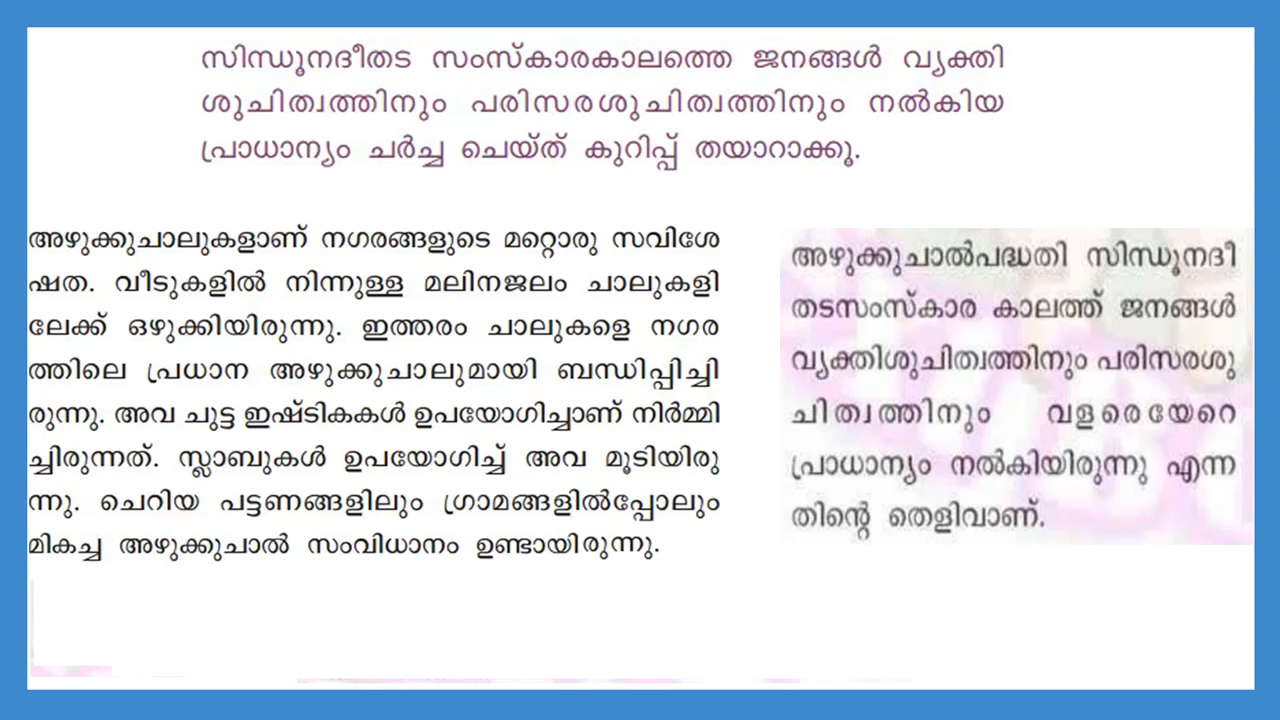 സിന്ധൂനദീതട സംസ്കാരകാലത്തെ ജനങ്ങൾ വ്യക്തി
ശുചിത്വത്തിനും പരിസരശുചിത്വത്തിനും നൽകിയ
പ്രാധാന്യം ചർച്ച ചെയ്ത് കുറിപ്പ് തയാറാക്കൂ.
അഴുക്കുചാലുകളാണ് നഗരങ്ങളുടെ മറ്റൊരു സവിശേ
ഷത. വീടുകളിൽ നിന്നുള്ള മലിനജലം ചാലുകളി
ലേക്ക് ഒഴുക്കിയിരുന്നു. ഇത്തരം ചാലുകളെ നഗര
ത്തിലെ പ്രധാന അഴുക്കുചാലുമായി ബന്ധിപ്പിച്ചി
രുന്നു. അവ ചുട്ട ഇഷ്ടികകൾ ഉപയോഗിച്ചാണ് നിർമ്മി
ച്ചിരുന്നത്. സ്ലാബുകൾ ഉപയോഗിച്ച് അവ മൂടിയിരു
ന്നു. ചെറിയ പട്ടണങ്ങളിലും ഗ്രാമങ്ങളിൽപ്പോലും
മികച്ച അഴുക്കുചാൽ സംവിധാനം ഉണ്ടായിരുന്നു.
അഴുക്കുചാൽപദ്ധതി സിന്ധൂനദീ
തടസംസ്കാര കാലത്ത് ജനങ്ങൾ
വ്യക്തിശുചിത്വത്തിനും പരിസരശു
ചിത്വത്തിനും വളരെയേറെ
പ്രാധാന്യം നൽകിയിരുന്നു എന്ന
തിന്റെ തെളിവാണ്.